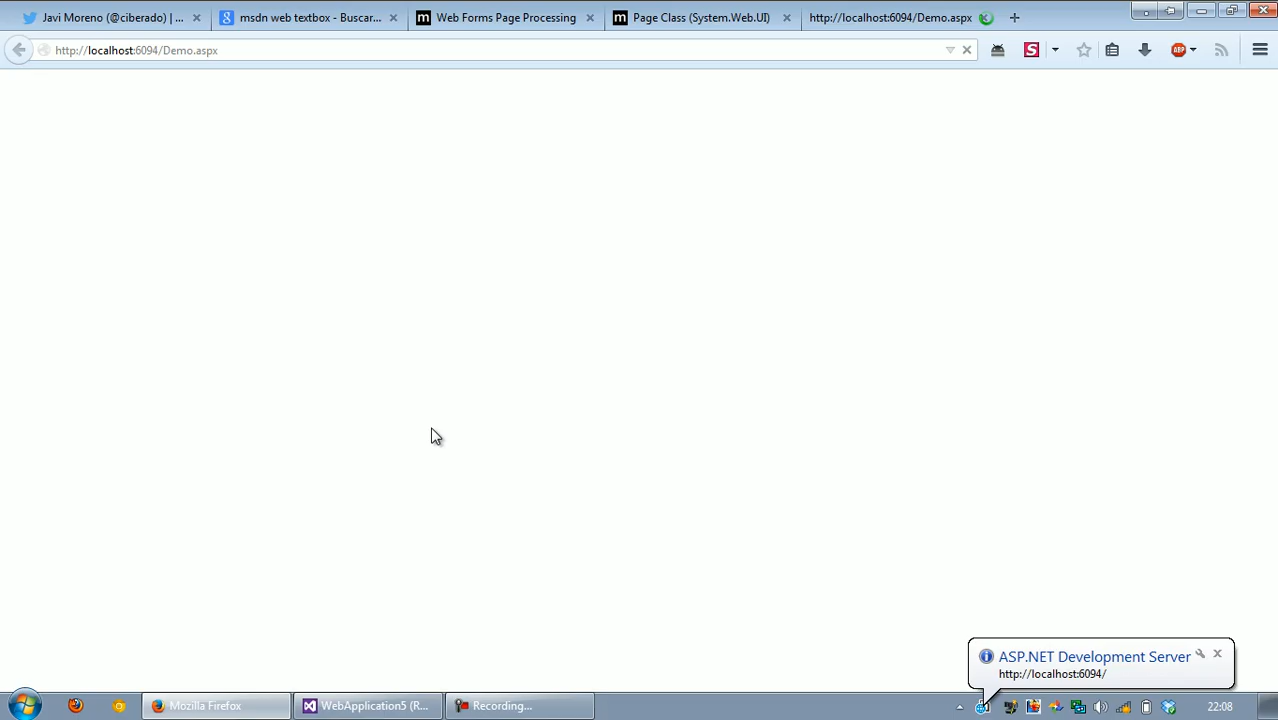 Javi Moreno (@ciberado) | ...
msdn web textbox - Buscar...
Web Forms Page Processing
Page Class (System.Web.UI)
http://localhost:6094/Demo.aspx
http://localhost:6094/Demo.aspx
ABP
ASP.NET Development Server
http://localhost:6094/
Mozilla Firefox
WebApplication5 (R...
Recording...
22:08